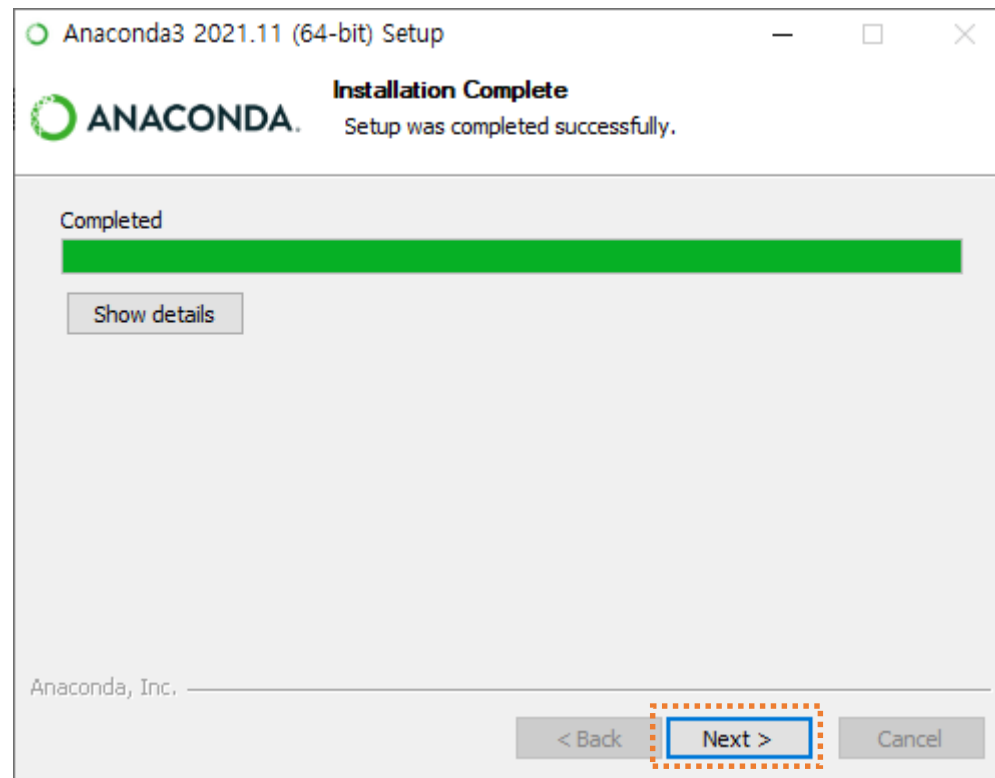 Anaconda3 2021.11 (64-bit) Setup
Installation Complete
ANACONDA.
Setup was completed successfully.
Completed
Show details
Anaconda, Inc.
< Back
Next >
Cancel